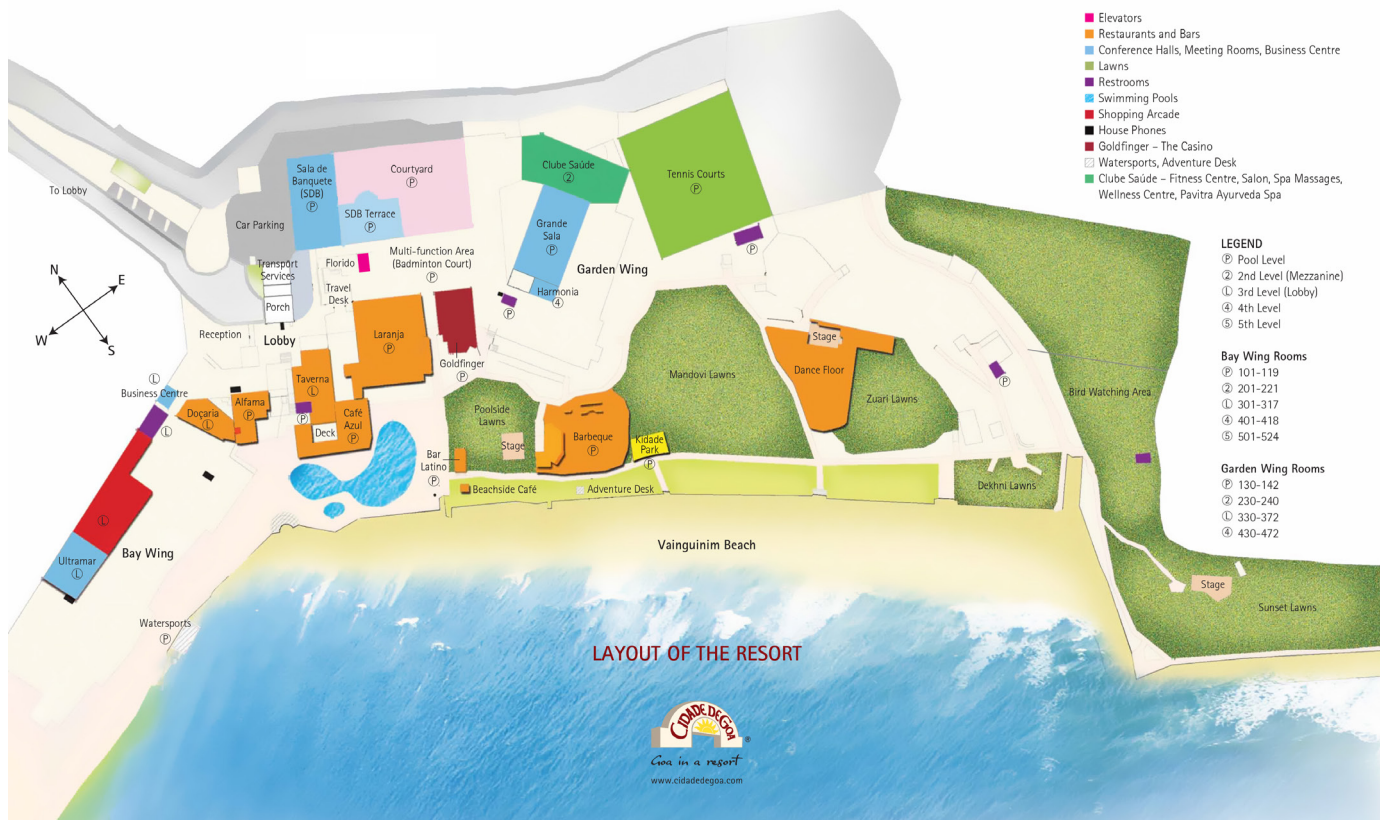 Elevators
Restaurants and Bars
Conference Halls, Meeting Rooms, Business Centre
Lawns
Restrooms
Swimming Pools
Shopping Arcade
House Phones
Goldfinger – The Casino
Watersports, Adventure Desk
Clube Saúde – Fitness Centre, Salon, Spa Massages,
Wellness Centre, Pavitra Ayurveda Spa
LEGEND
Ⓟ Pool Level
② 2nd Level (Mezzanine)
Ⓛ 3rd Level (Lobby)
④ 4th Level
⑤ 5th Level
Bay Wing Rooms
Ⓟ 101-119
② 201-221
Ⓛ 301-317
④ 401-418
⑤ 501-524
Garden Wing Rooms
Ⓟ 130-142
② 230-240
Ⓛ 330-372
④ 430-472
To Lobby
Car Parking
Sala de
Banquete
(SDB)
Ⓟ
Courtyard
Ⓟ
SDB Terrace
Ⓟ
Clube Saúde
②
Tennis Courts
Ⓟ
Grande
Sala
Ⓟ
Ⓟ
Multi-function Area
(Badminton Court)
Ⓟ
Florido
Transport
Services
Garden Wing
Harmonia
④
Ⓟ
Travel
Desk
Porch
N
E
W
S
Reception
Lobby
Laranja
Ⓟ
Goldfinger
Ⓟ
Stage
Dance Floor
Mandovi Lawns
Zuari Lawns
Ⓟ
Bird Watching Area
Ⓛ
Business Centre
Taverna
Ⓛ
Ⓟ
Alfama
Ⓟ
Doçaria
Ⓛ
Ⓛ
Café
Azul
Ⓟ
Deck
Poolside
Lawns
Stage
Barbeque
Ⓟ
Kidade
Park
Ⓟ
Bar
Latino
Ⓟ
Beachside Café
Adventure Desk
Dekhni Lawns
Ⓛ
Bay Wing
Ultramar
Ⓛ
Vainguinim Beach
Watersports
Ⓟ
Stage
Sunset Lawns
LAYOUT OF THE RESORT
CIDADE DE GOA
®
Goa in a resort
www.cidadedegoa.com